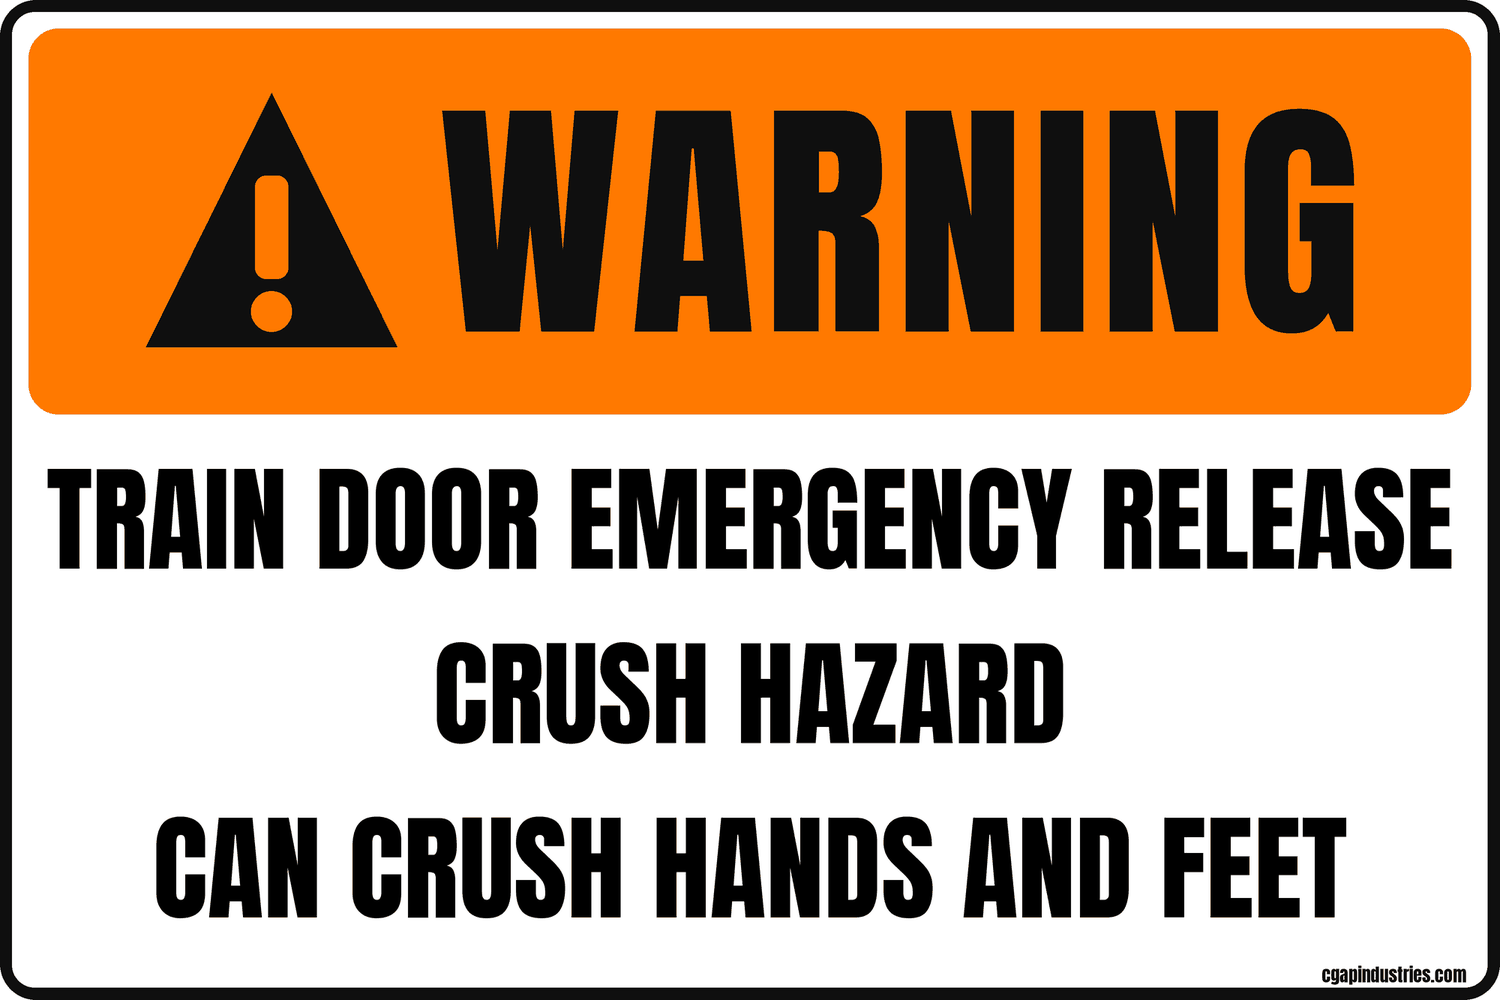 WARNING
TRAIN DOOR EMERGENCY RELEASE
CRUSH HAZARD
CAN CRUSH HANDS AND FEET
cgapindustries.com